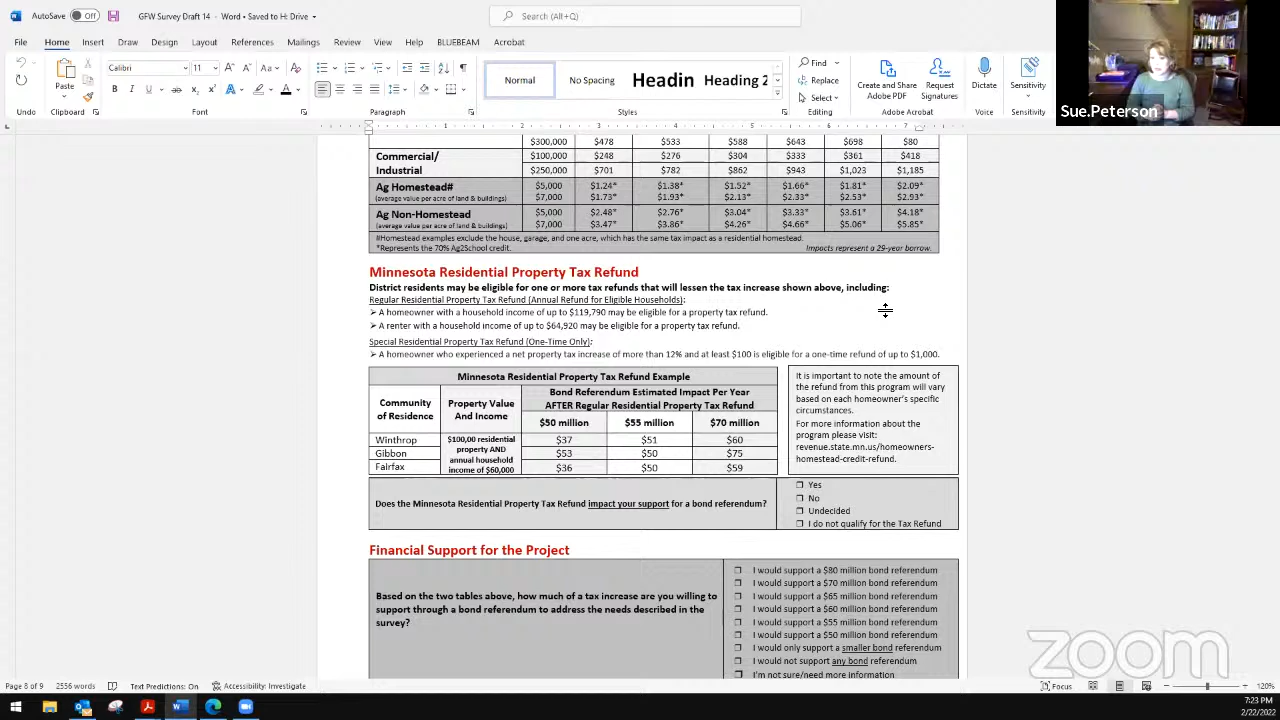 AutoSave Off GFW Survey Draft 14 - Word • Saved to H: Drive
Search (Alt+Q)
File Home Insert Draw Design Layout References Mailings Review View Help BLUEBEAM Acrobat
Calibri 11
Paste
Normal No Spacing Headin Heading 2
Find
Replace
Select
Create and Share Adobe PDF
Request Signatures
Dictate
Sensitivity
Undo Clipboard Font Paragraph Styles Editing Adobe Acrobat Voice Sensitivity
Sue.Peterson
$300,000 $478 $533 $588 $643 $698 $80
Commercial/ $100,000 $248 $276 $304 $333 $361 $418
Industrial $250,000 $701 $782 $862 $943 $1,023 $1,185
Ag Homestead# $5,000 $1.24* $1.38* $1.52* $1.66* $1.81* $2.09*
(average value per acre of land & buildings) $7,000 $1.73* $1.93* $2.13* $2.33* $2.53* $2.93*
Ag Non-Homestead $5,000 $2.48* $2.76* $3.04* $3.33* $3.61* $4.18*
(average value per acre of land & buildings) $7,000 $3.47* $3.86* $4.26* $4.66* $5.06* $5.85*
#Homestead examples exclude the house, garage, and one acre, which has the same tax impact as a residential homestead.
*Represents the 70% Ag2School credit. Impacts represent a 29-year borrow.
Minnesota Residential Property Tax Refund
District residents may be eligible for one or more tax refunds that will lessen the tax increase shown above, including:
Regular Residential Property Tax Refund (Annual Refund for Eligible Households):
➢ A homeowner with a household income of up to $119,790 may be eligible for a property tax refund.
➢ A renter with a household income of up to $64,920 may be eligible for a property tax refund.
Special Residential Property Tax Refund (One-Time Only):
➢ A homeowner who experienced a net property tax increase of more than 12% and at least $100 is eligible for a one-time refund of up to $1,000.
Minnesota Residential Property Tax Refund Example
Community of Residence
Property Value And Income
Bond Referendum Estimated Impact Per Year
AFTER Regular Residential Property Tax Refund
$50 million $55 million $70 million
$100,00 residential property AND annual household income of $60,000
Winthrop $37 $51 $60
Gibbon $53 $50 $75
Fairfax $36 $50 $59
It is important to note the amount of
the refund from this program will vary
based on each homeowner's specific
circumstances.
For more information about the
program please visit:
revenue.state.mn.us/homeowners-
homestead-credit-refund.
Does the Minnesota Residential Property Tax Refund impact your support for a bond referendum?
❐ Yes
❐ No
❐ Undecided
❐ I do not qualify for the Tax Refund
Financial Support for the Project
Based on the two tables above, how much of a tax increase are you willing to
support through a bond referendum to address the needs described in the
survey?
❐ I would support a $80 million bond referendum
❐ I would support a $70 million bond referendum
❐ I would support a $65 million bond referendum
❐ I would support a $60 million bond referendum
❐ I would support a $55 million bond referendum
❐ I would support a $50 million bond referendum
❐ I would only support a smaller bond referendum
❐ I would not support any bond referendum
❐ I'm not sure/need more information
zoom
Page 8 of 9 2556 words Text Predictions: On Accessibility: Investigate Focus 120%
7:23 PM
2/22/2022